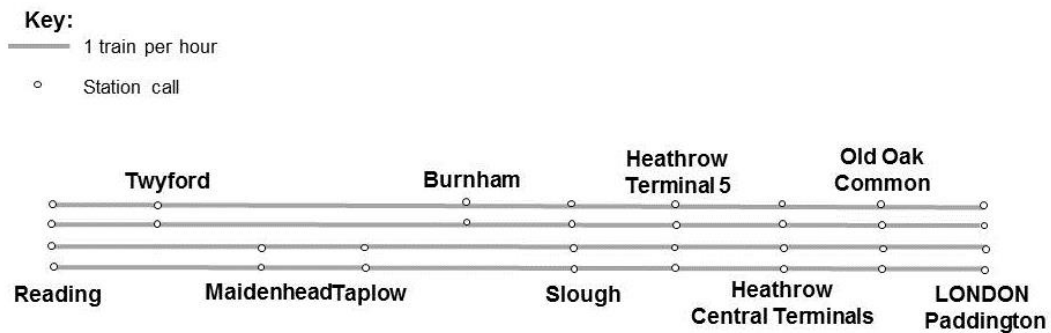 Key:
1 train per hour
Station call
Twyford
Burnham
Heathrow
Terminal 5
Old Oak
Common
Reading
Maidenhead
Taplow
Slough
Heathrow
Central Terminals
LONDON
Paddington